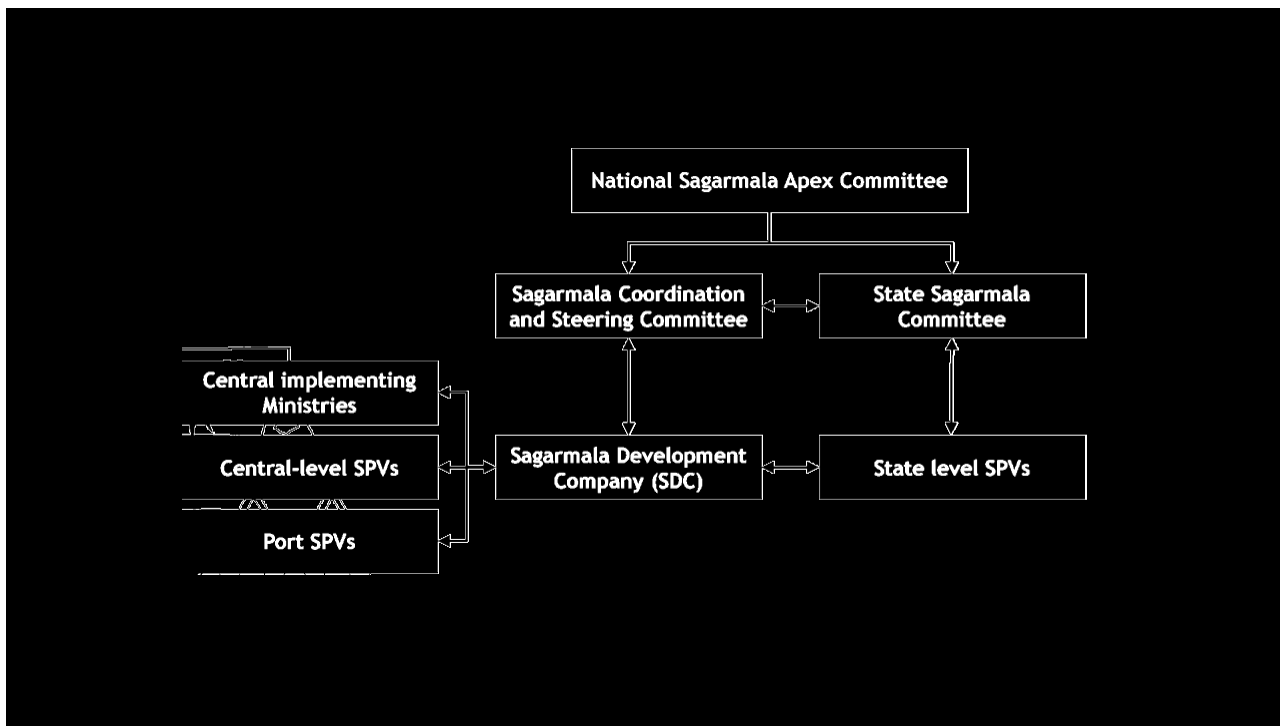 National Sagarmala Apex Committee
Sagarmala Coordination
and Steering Committee
State Sagarmala
Committee
Central implementing
Ministries
Central-level SPVs
Sagarmala Development
Company (SDC)
State level SPVs
Port SPVs